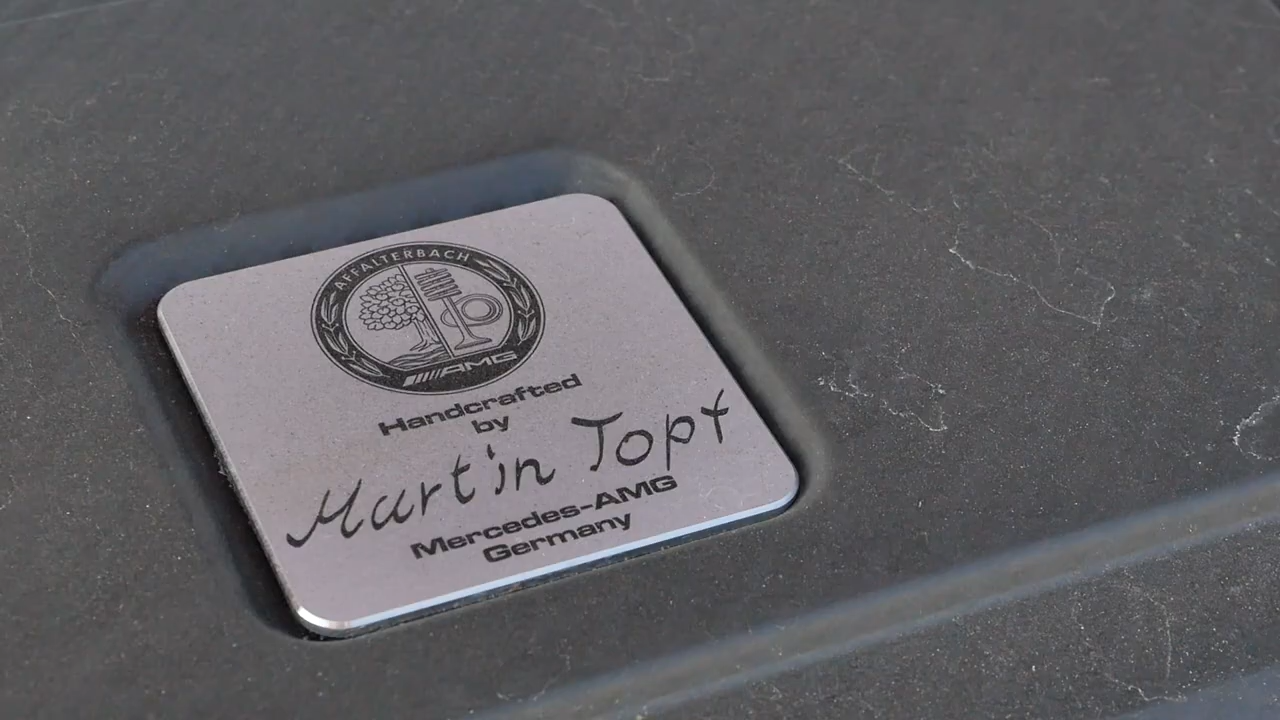 AFFALTERBACH
AMG
Handcrafted
by
Martin Topf
Mercedes-AMG
Germany